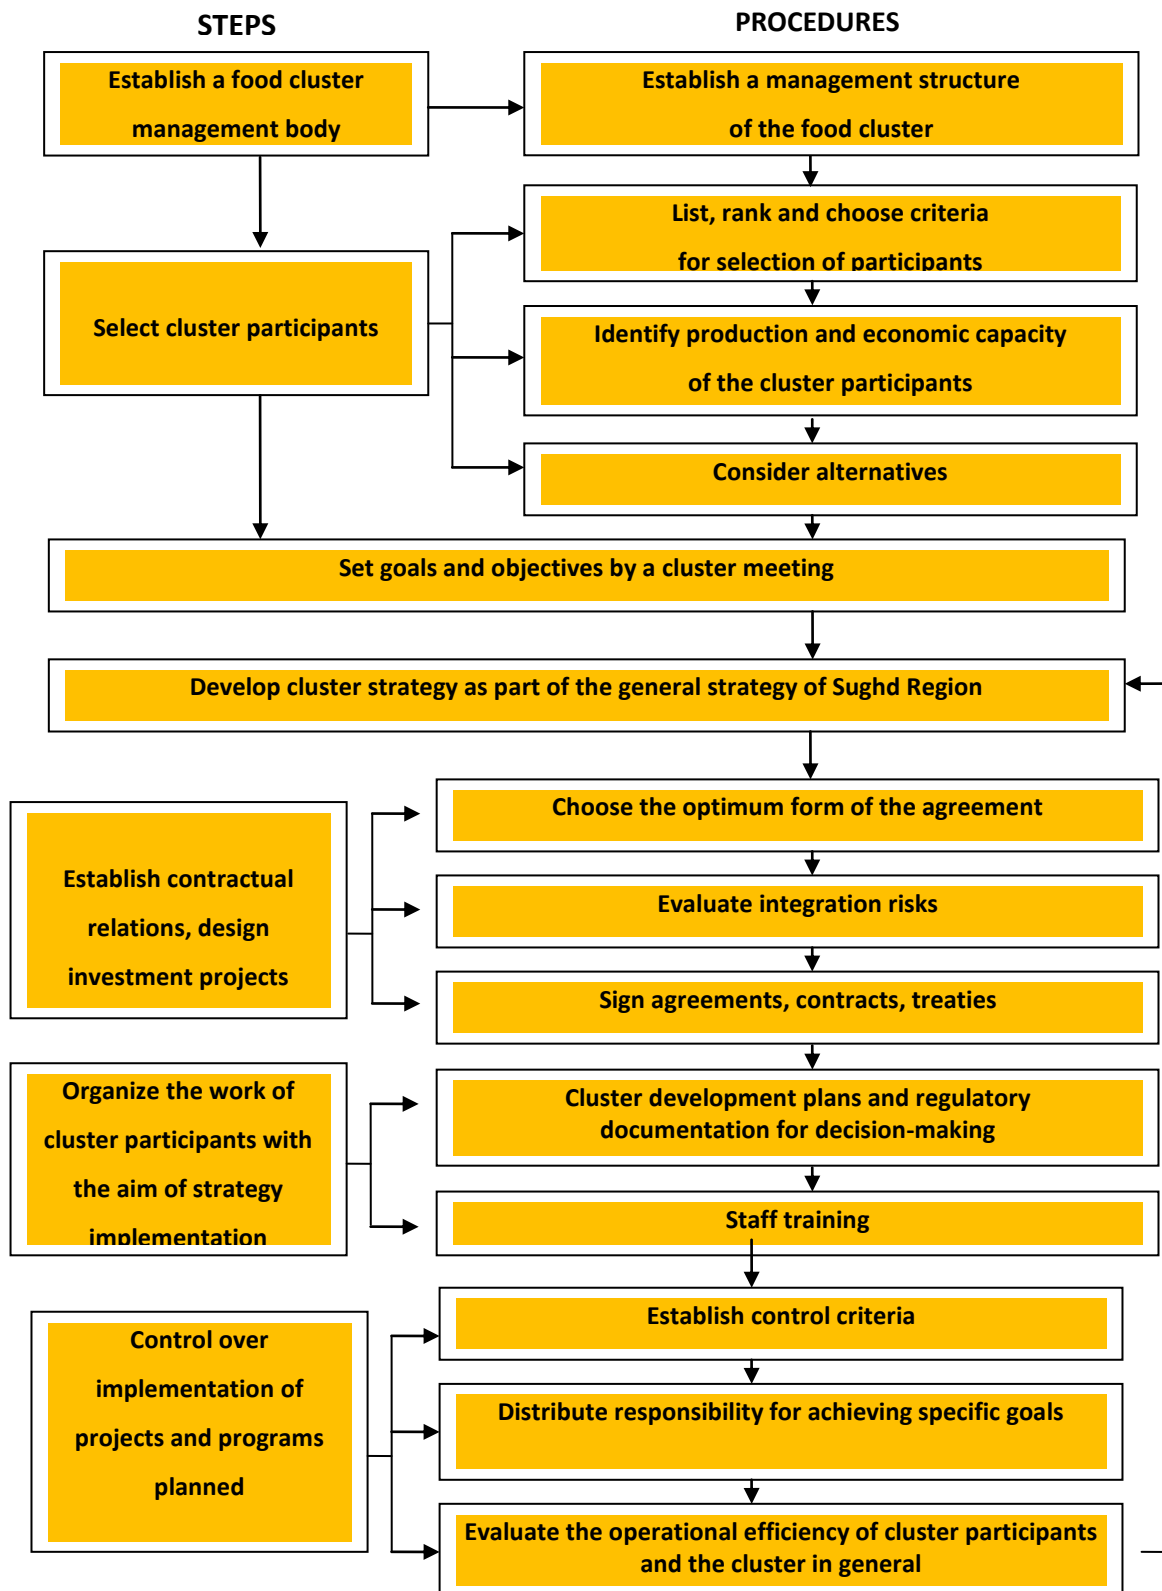 STEPS
PROCEDURES
Establish a food cluster
management body
Establish a management structure
of the food cluster
List, rank and choose criteria
for selection of participants
Select cluster participants
Identify production and economic capacity
of the cluster participants
Consider alternatives
Set goals and objectives by a cluster meeting
Develop cluster strategy as part of the general strategy of Sughd Region
Establish contractual
relations, design
investment projects
Choose the optimum form of the agreement
Evaluate integration risks
Sign agreements, contracts, treaties
Organize the work of
cluster participants with
the aim of strategy
implementation
Cluster development plans and regulatory
documentation for decision-making
Staff training
Control over
implementation of
projects and programs
planned
Establish control criteria
Distribute responsibility for achieving specific goals
Evaluate the operational efficiency of cluster participants
and the cluster in general